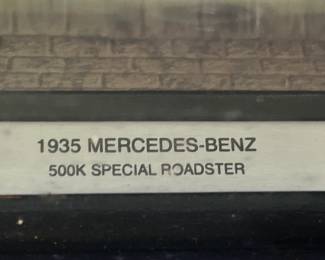 1935 MERCEDES-BENZ
500K SPECIAL ROADSTER